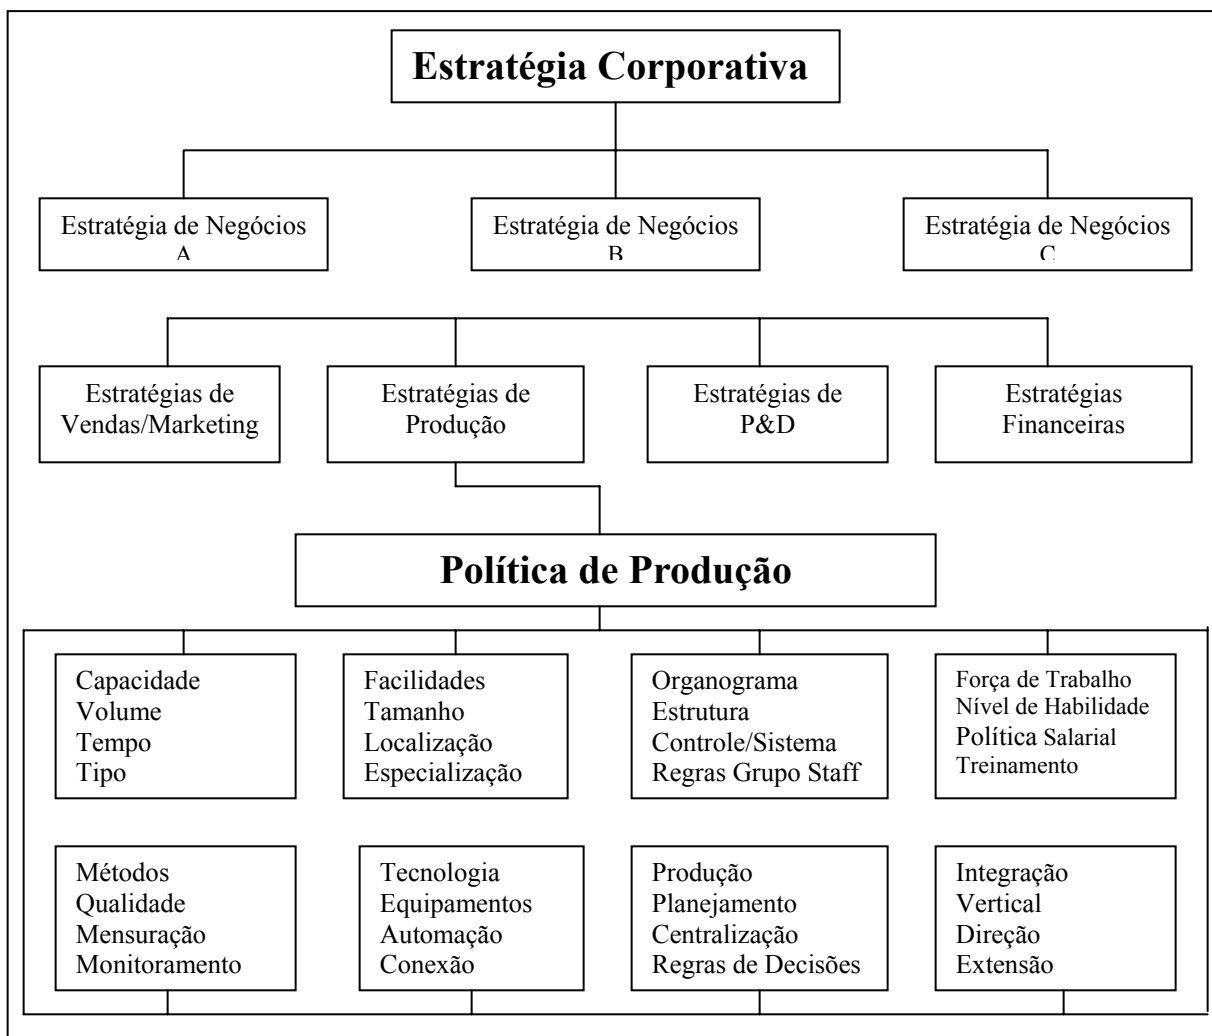 Estratégia Corporativa
Estratégia de Negócios
A
Estratégia de Negócios
B
Estratégia de Negócios
C
Estratégias de
Vendas/Marketing
Estratégias de
Produção
Estratégias de
P&D
Estratégias
Financeiras
Política de Produção
Capacidade
Volume
Tempo
Tipo
Facilidades
Tamanho
Localização
Especialização
Organograma
Estrutura
Controle/Sistema
Regras Grupo Staff
Força de Trabalho
Nível de Habilidade
Política Salarial
Treinamento
Métodos
Qualidade
Mensuração
Monitoramento
Tecnologia
Equipamentos
Automação
Conexão
Produção
Planejamento
Centralização
Regras de Decisões
Integração
Vertical
Direção
Extensão